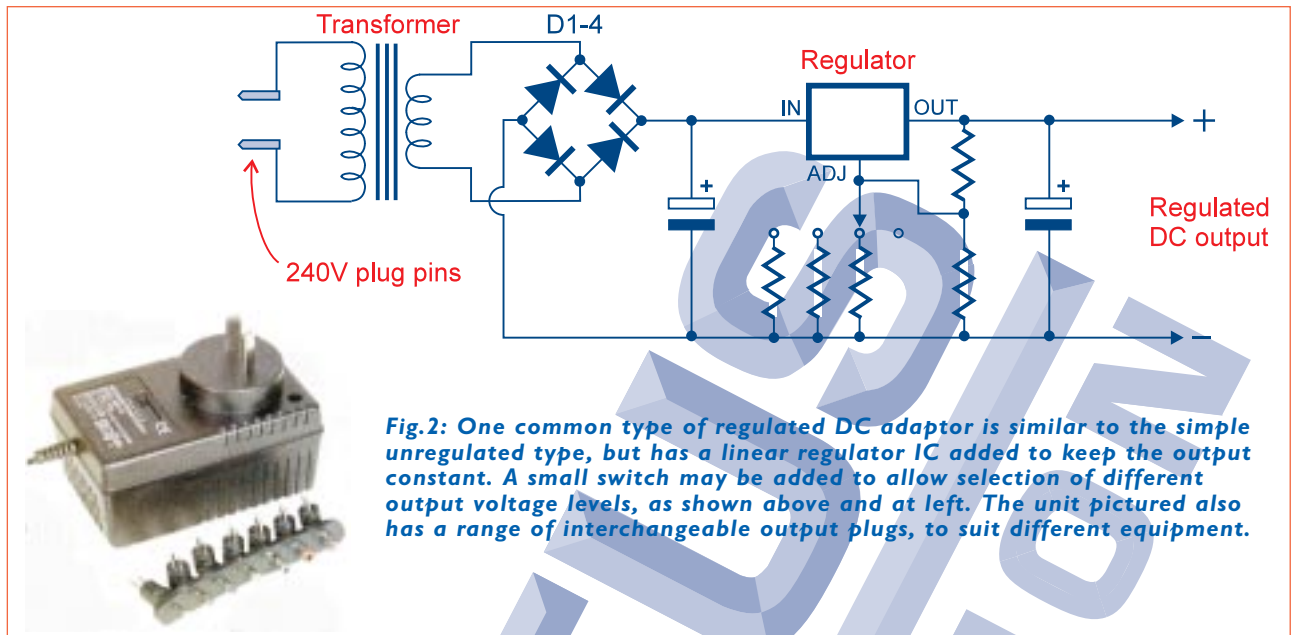 Transformer
D1-4
Regulator
IN
OUT
+
ADJ
+
+
Regulated
DC output
240V plug pins
-
Fig.2: One common type of regulated DC adaptor is similar to the simple
unregulated type, but has a linear regulator IC added to keep the output
constant. A small switch may be added to allow selection of different
output voltage levels, as shown above and at left. The unit pictured also
has a range of interchangeable output plugs, to suit different equipment.